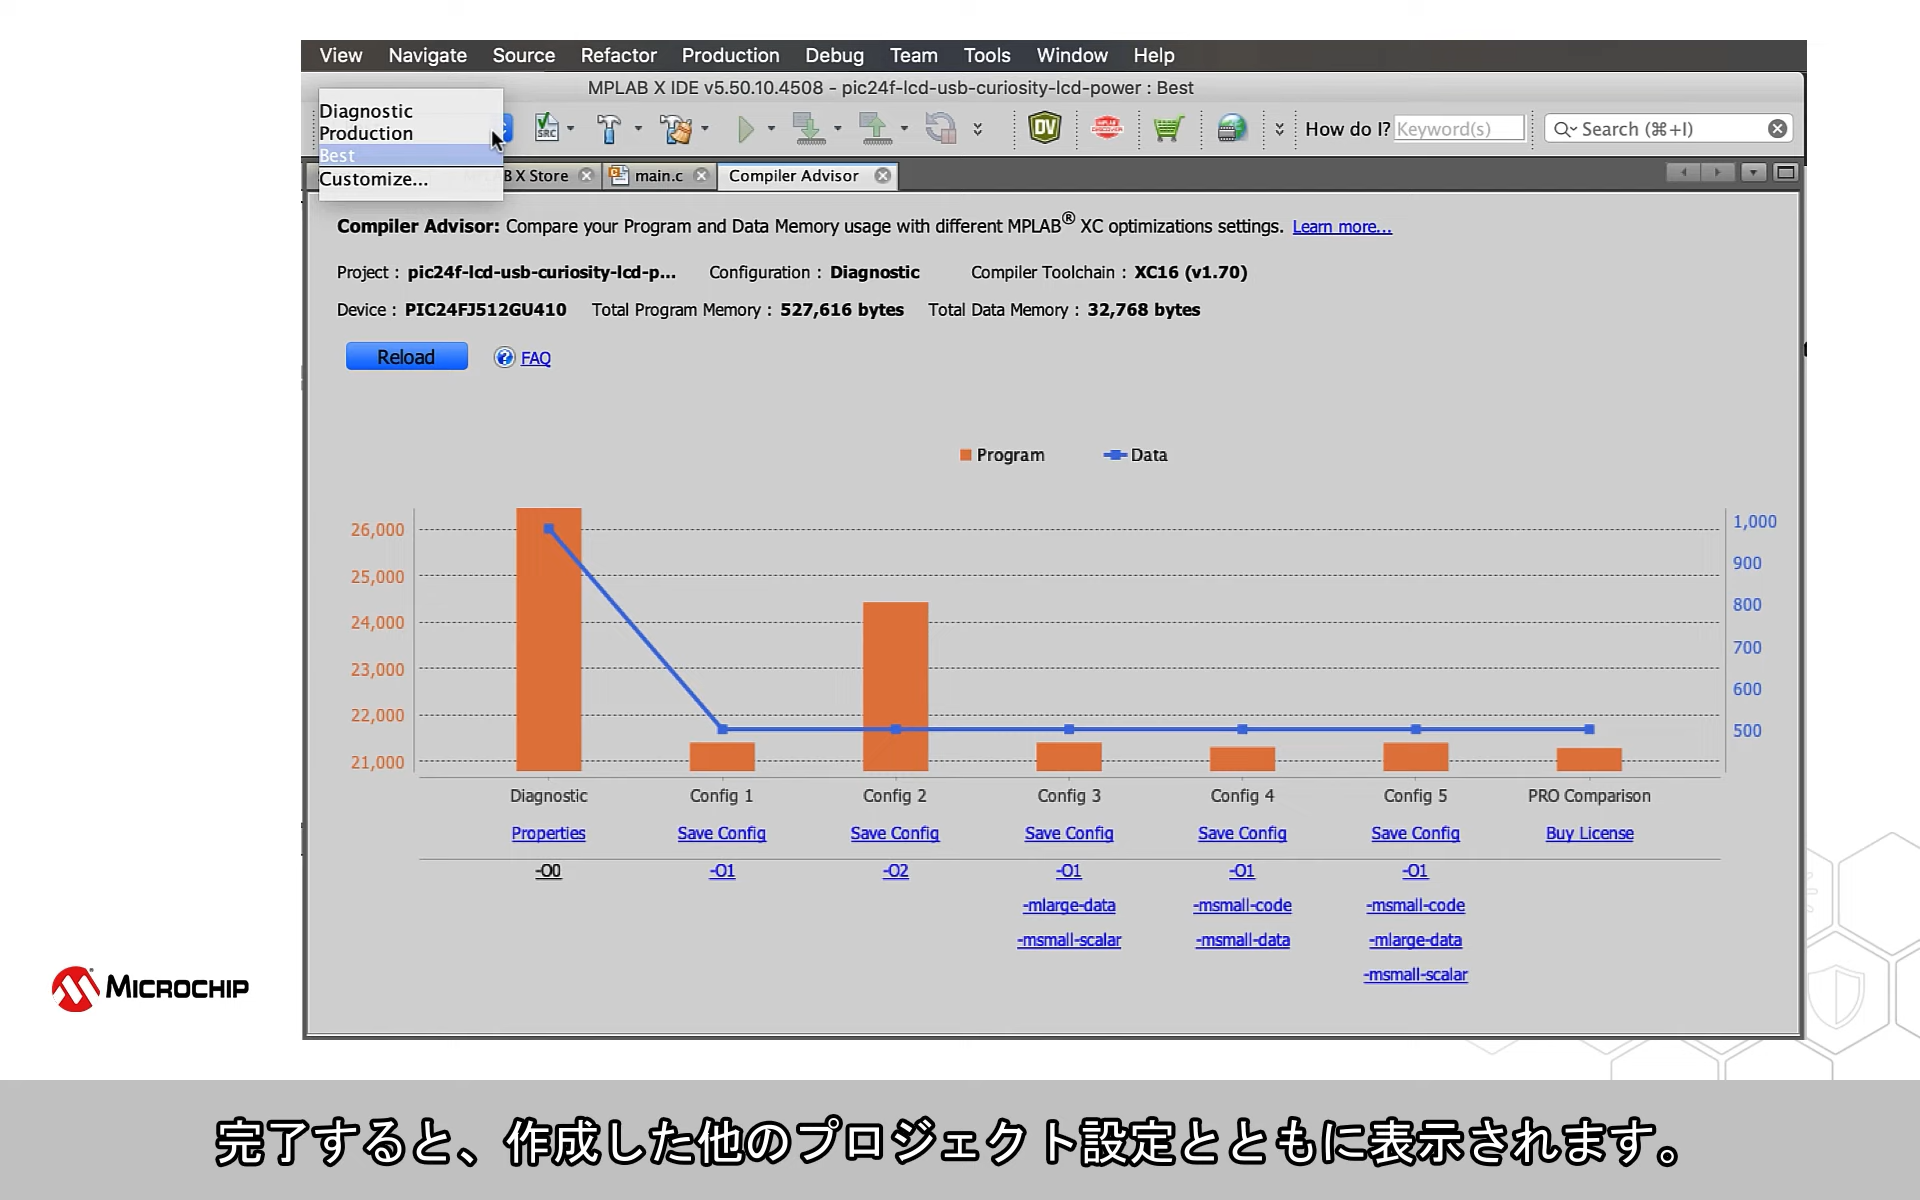 View Navigate Source Refactor Production Debug Team Tools Window Help
MPLAB X IDE v5.50.10.4508 - pic24f-lcd-usb-curiosity-lcd-power : Best
Diagnostic
Production
Best
Customize...
SRC
DV
How do I? Keyword(s)
Search (⌘+I)
B X Store
main.c
Compiler Advisor
Compiler Advisor: Compare your Program and Data Memory usage with different MPLAB® XC optimizations settings. Learn more...
Project : pic24f-lcd-usb-curiosity-lcd-p... Configuration : Diagnostic Compiler Toolchain : XC16 (v1.70)
Device : PIC24FJ512GU410 Total Program Memory : 527,616 bytes Total Data Memory : 32,768 bytes
Reload ? FAQ
Program Data
26,000 1,000
25,000 900
24,000 800
23,000 700
22,000 600
21,000 500
Diagnostic Config 1 Config 2 Config 3 Config 4 Config 5 PRO Comparison
Properties Save Config Save Config Save Config Save Config Save Config Buy License
-O0 -O1 -O2 -O1 -O1 -O1
-mlarge-data -msmall-code -msmall-code
-msmall-scalar -msmall-data -mlarge-data
-msmall-scalar
MICROCHIP
完了すると、作成した他のプロジェクト設定とともに表示されます。